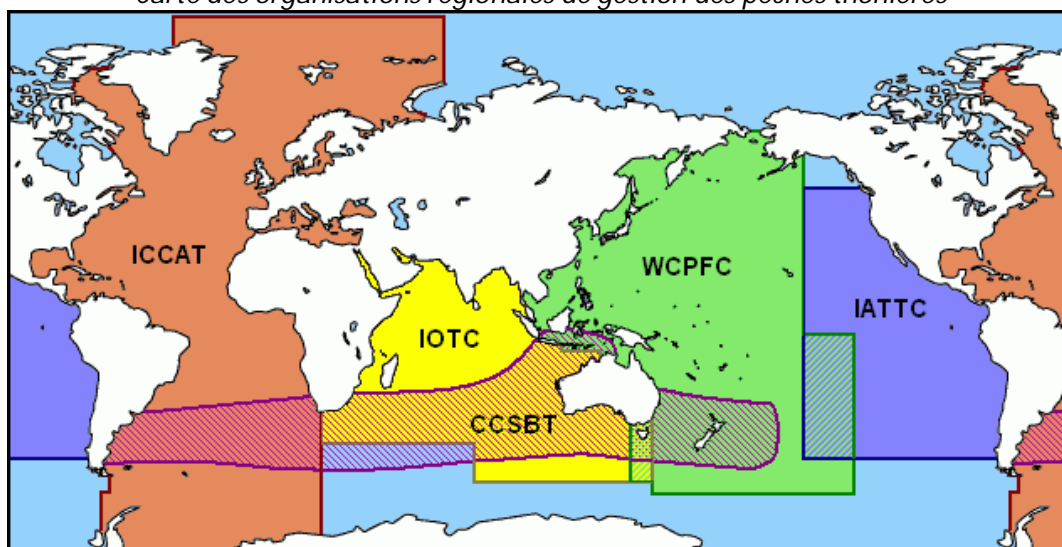 carte des organisations régionales de gestion des pêches thonières
ICCAT
WCPFC
IATTC
IOTC
CCSBT